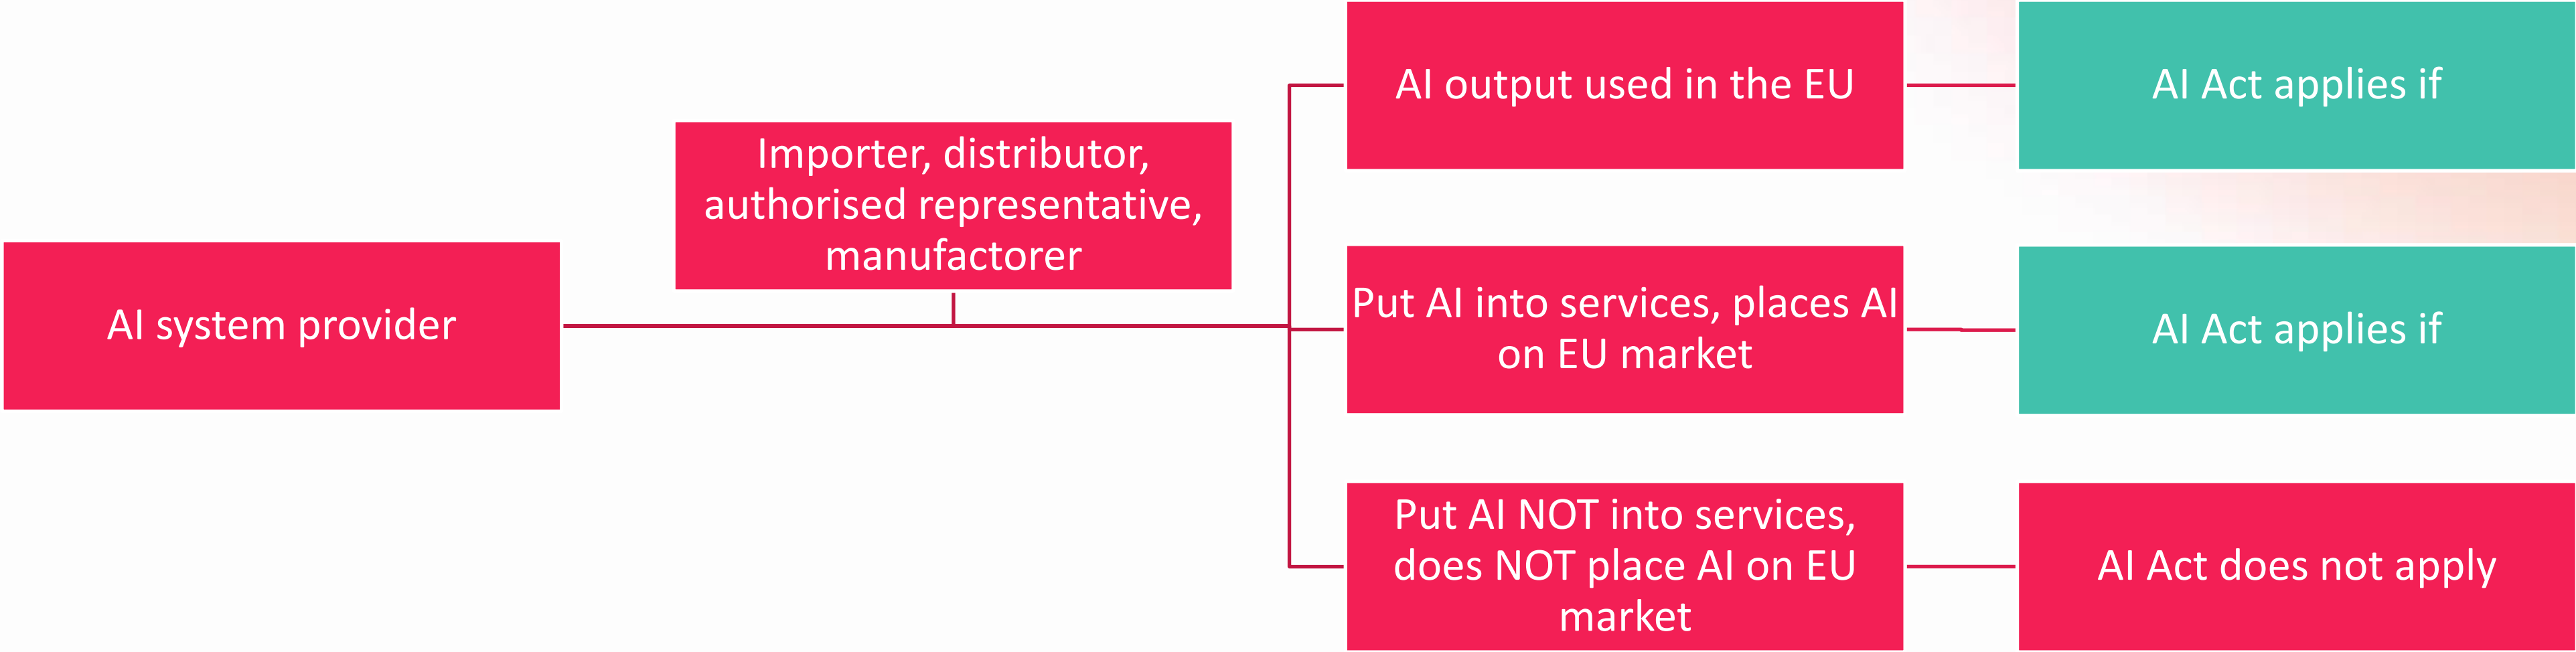 AI system provider
Importer, distributor,
authorised representative,
manufactorer
AI output used in the EU
AI Act applies if
Put AI into services, places AI
on EU market
AI Act applies if
Put AI NOT into services,
does NOT place AI on EU
market
AI Act does not apply